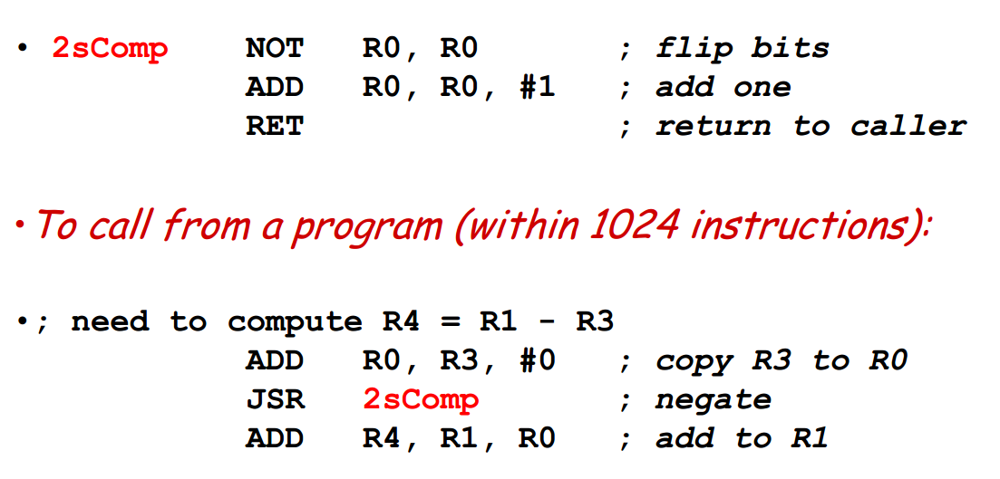 • 2sComp NOT R0, R0 ; flip bits
ADD R0, R0, #1 ; add one
RET ; return to caller
• To call from a program (within 1024 instructions):
• ; need to compute R4 = R1 - R3
ADD R0, R3, #0 ; copy R3 to R0
JSR 2sComp ; negate
ADD R4, R1, R0 ; add to R1